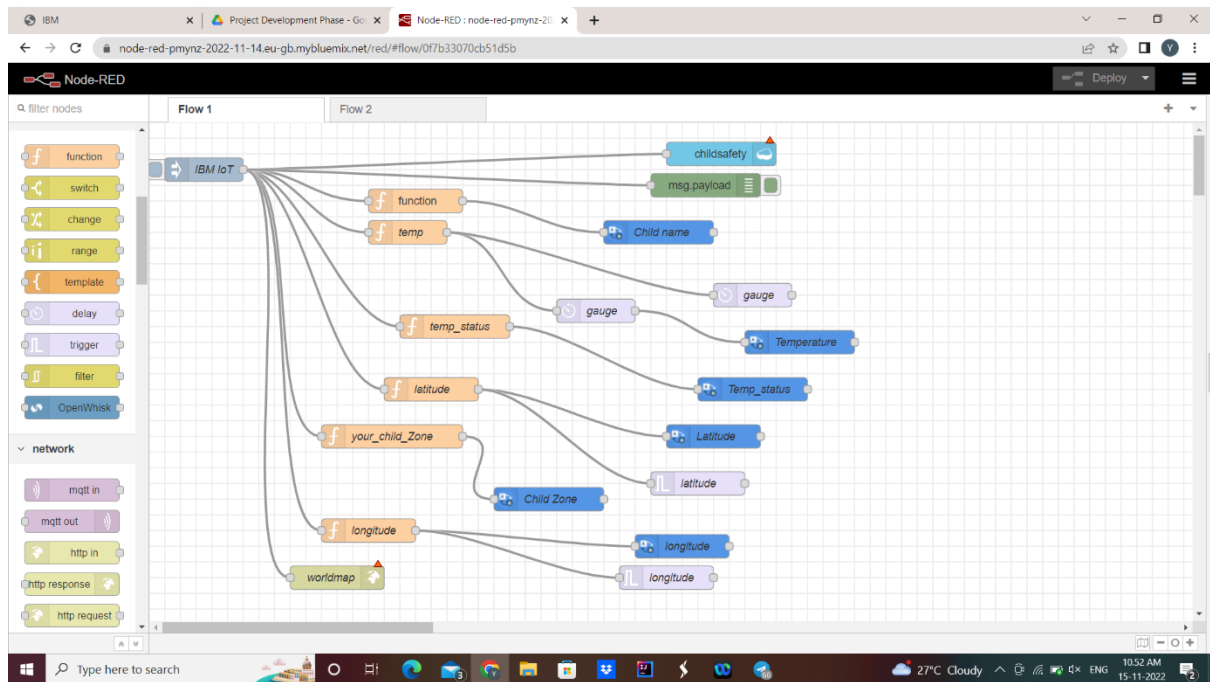 IBM
Project Development Phase - Go
Node-RED : node-red-pmynz-20
node-red-pmynz-2022-11-14.eu-gb.mybluemix.net/red/#flow/0f7b33070cb51d5b
Y
Node-RED
Deploy
filter nodes
Flow 1
Flow 2
function
switch
change
range
template
delay
trigger
filter
OpenWhisk
network
mqtt in
mqtt out
http in
http response
http request
IBM IoT
childsafety
msg.payload
function
temp
Child name
gauge
gauge
temp_status
Temperature
latitude
Temp_status
your_child_Zone
Latitude
latitude
Child Zone
longitude
longitude
worldmap
longitude
Type here to search
3
27°C Cloudy
ENG
10:52 AM
15-11-2022
2